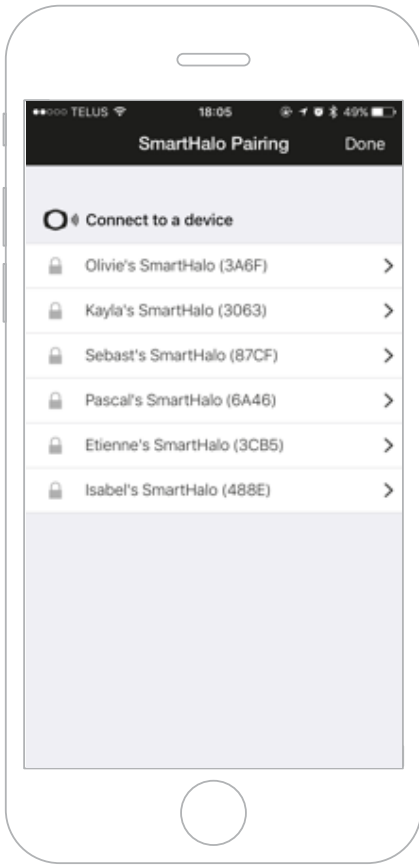 TELUS 18:05 49%
SmartHalo Pairing Done
Connect to a device
Olivie's SmartHalo (3A6F)
Kayla's SmartHalo (3063)
Sebast's SmartHalo (87CF)
Pascal's SmartHalo (6A46)
Etienne's SmartHalo (3CB5)
Isabel's SmartHalo (488E)